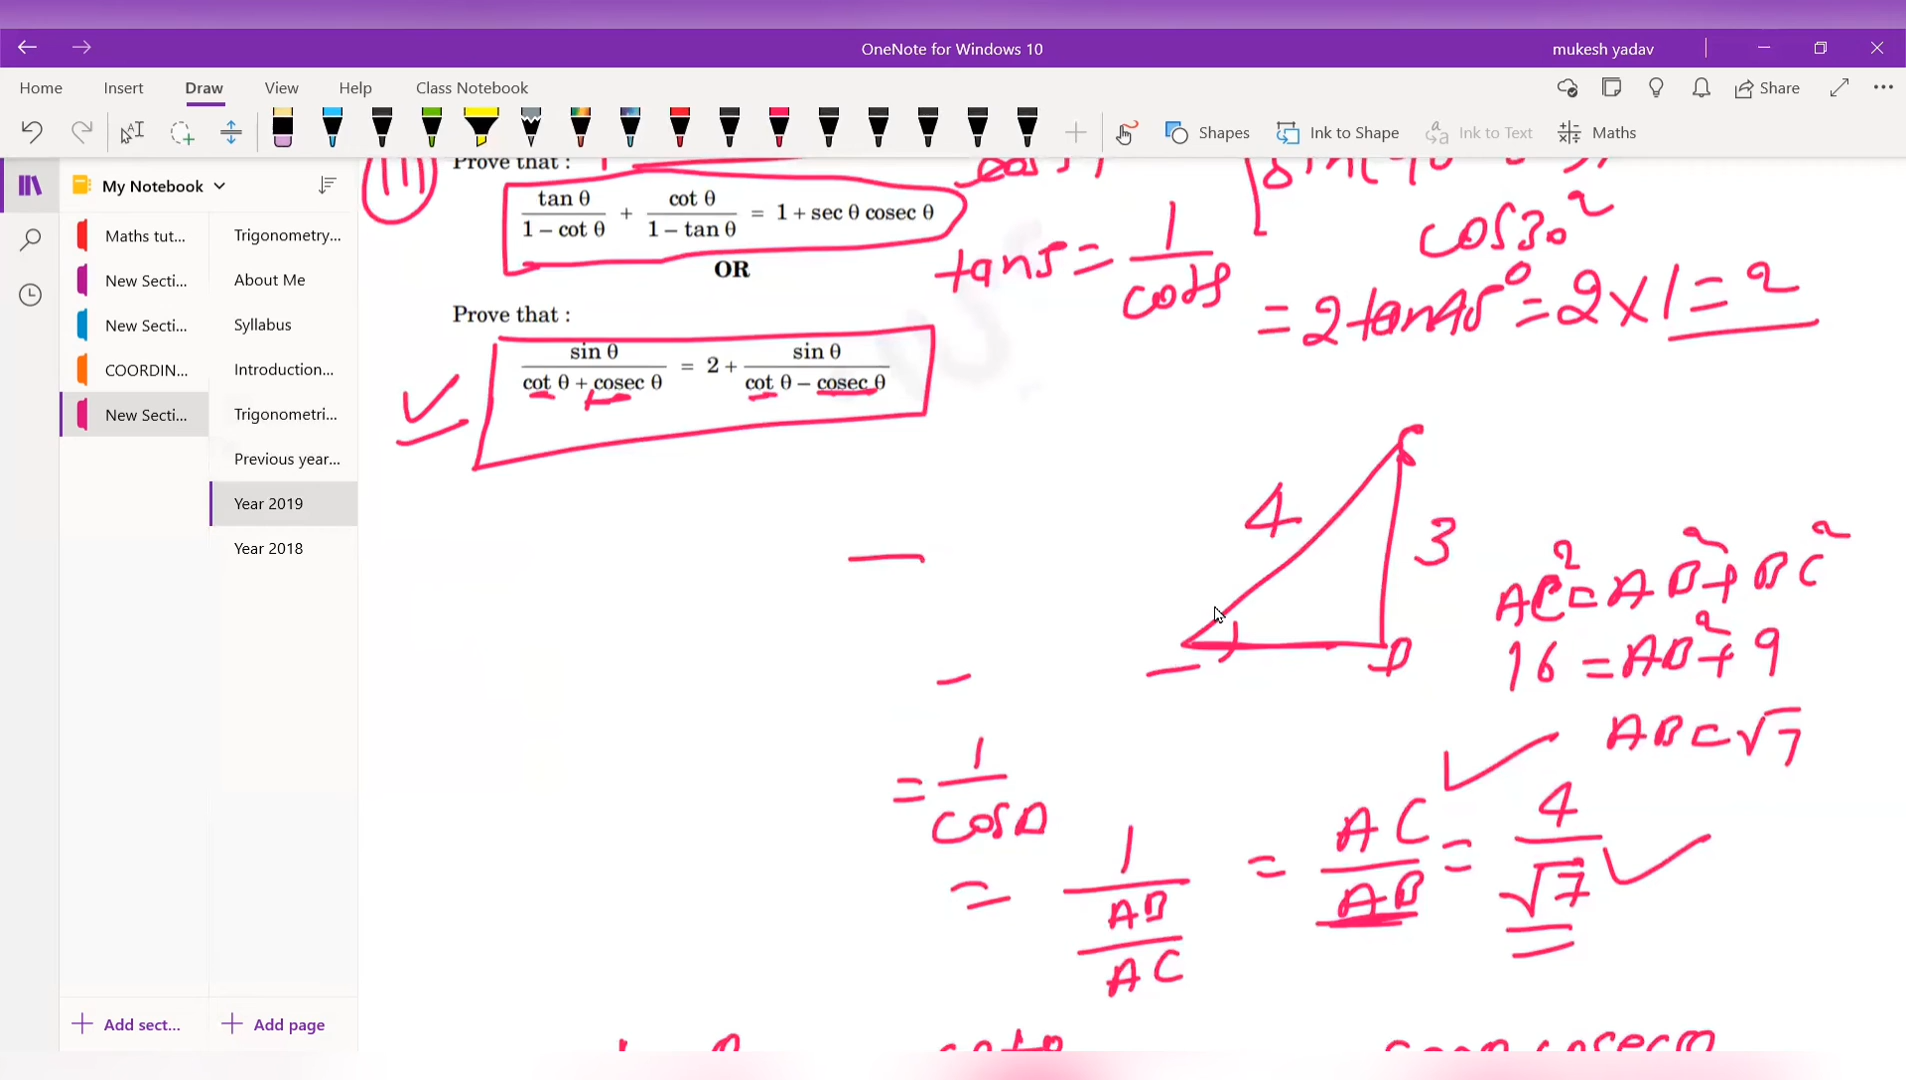 OneNote for Windows 10
mukesh yadav
Home Insert Draw View Help Class Notebook
Share
Shapes
Ink to Shape
Ink to Text
Maths
My Notebook
Maths tut...
New Secti...
New Secti...
COORDIN...
New Secti...
Trigonometry...
About Me
Syllabus
Introduction...
Trigonometri...
Previous year...
Year 2019
Year 2018
Add sect...
Add page
Prove that :
tan θ / 1 − cot θ + cot θ / 1 − tan θ = 1 + sec θ cosec θ
OR
Prove that :
sin θ / cot θ + cosec θ = 2 + sin θ / cot θ − cosec θ
cos30²
= 2tan45° = 2×1 = 2
4
3
B
AC² = AB² + BC²
16 = AB² + 9
AB = √7
= 1 / cosA
= 1 / AB / AC = AC / AB = 4 / √7